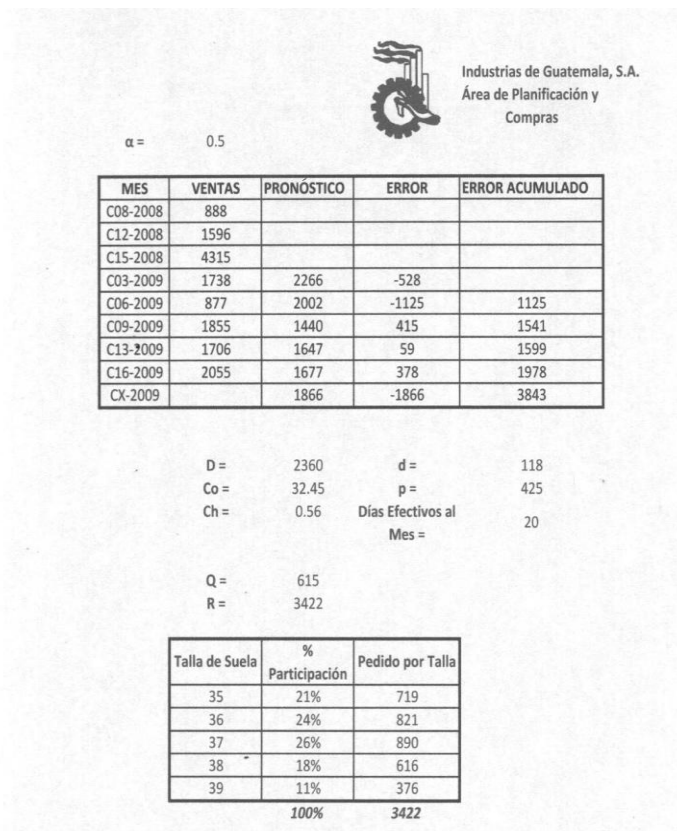 Industrias de Guatemala, S.A.
Área de Planificación y
Compras
α = 0.5
MES VENTAS PRONÓSTICO ERROR ERROR ACUMULADO
C08-2008 888
C12-2008 1596
C15-2008 4315
C03-2009 1738 2266 -528
C06-2009 877 2002 -1125 1125
C09-2009 1855 1440 415 1541
C13-2009 1706 1647 59 1599
C16-2009 2055 1677 378 1978
CX-2009 1866 -1866 3843
D = 2360 d = 118
Co = 32.45 p = 425
Ch = 0.56 Días Efectivos al
Mes = 20
Q = 615
R = 3422
Talla de Suela % Participación Pedido por Talla
35 21% 719
36 24% 821
37 26% 890
38 18% 616
39 11% 376
100% 3422